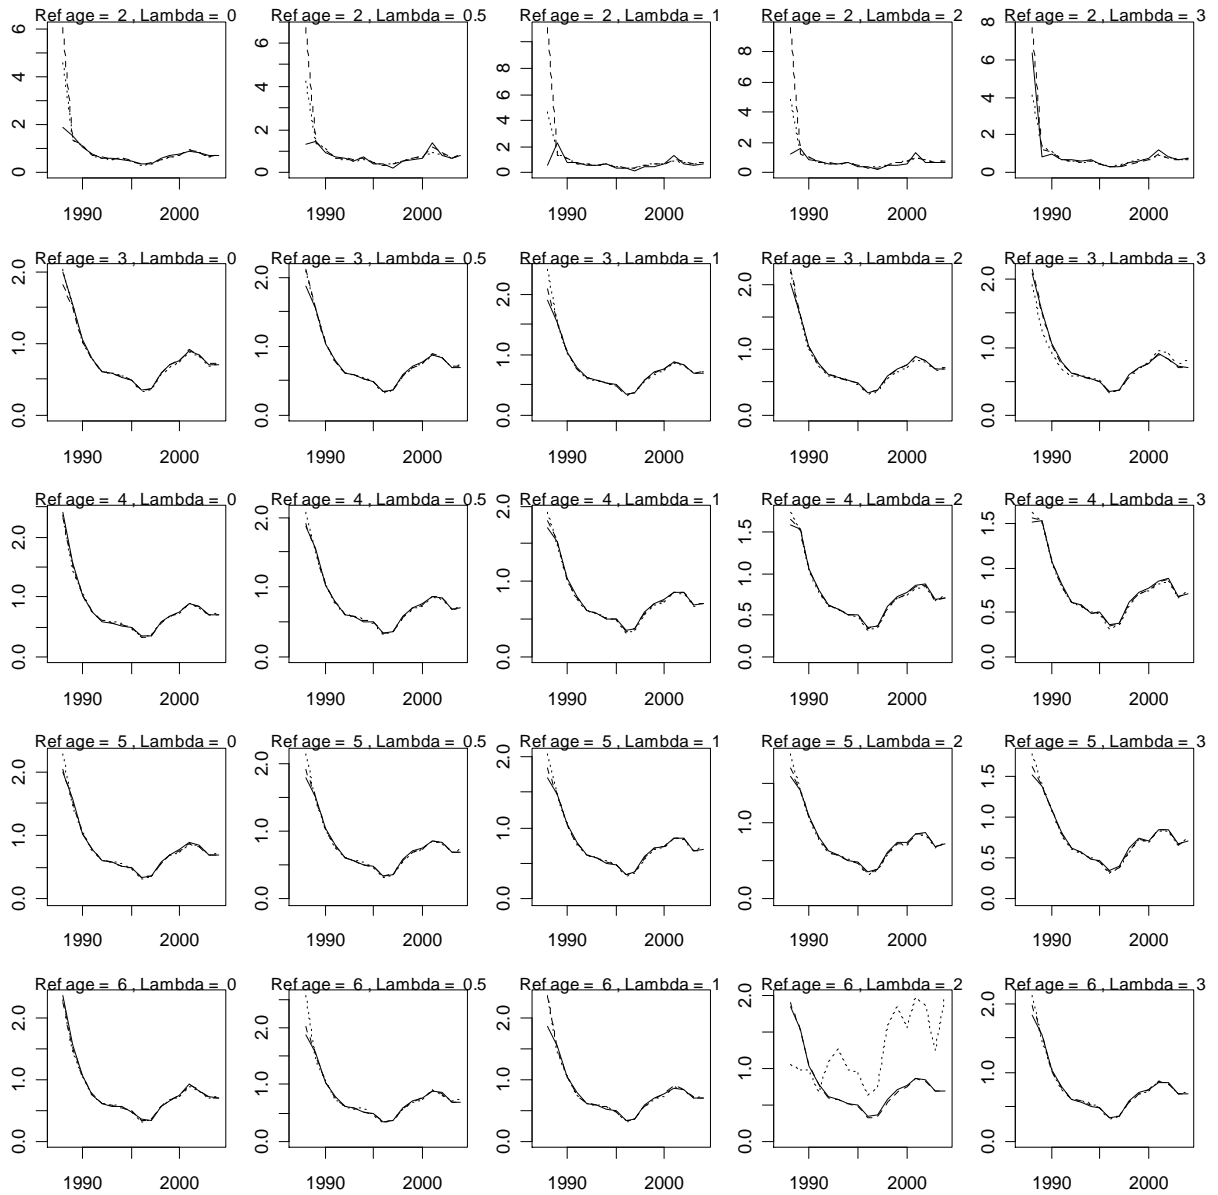 Ref age = 2 , Lambda = 0
Ref age = 2 , Lambda = 0.5
Ref age = 2 , Lambda = 1
Ref age = 2 , Lambda = 2
Ref age = 2 , Lambda = 3
0 2 4 6
0 2 4 6
0 2 4 6 8
0 2 4 6 8
0 2 4 6 8
1990 2000
1990 2000
1990 2000
1990 2000
1990 2000
Ref age = 3 , Lambda = 0
Ref age = 3 , Lambda = 0.5
Ref age = 3 , Lambda = 1
Ref age = 3 , Lambda = 2
Ref age = 3 , Lambda = 3
0.0 1.0 2.0
0.0 1.0 2.0
0.0 1.0 2.0
0.0 1.0 2.0
0.0 1.0 2.0
1990 2000
1990 2000
1990 2000
1990 2000
1990 2000
Ref age = 4 , Lambda = 0
Ref age = 4 , Lambda = 0.5
Ref age = 4 , Lambda = 1
Ref age = 4 , Lambda = 2
Ref age = 4 , Lambda = 3
0.0 1.0 2.0
0.0 1.0 2.0
0.0 1.0 2.0
0.0 0.5 1.0 1.5
0.0 0.5 1.0 1.5
1990 2000
1990 2000
1990 2000
1990 2000
1990 2000
Ref age = 5 , Lambda = 0
Ref age = 5 , Lambda = 0.5
Ref age = 5 , Lambda = 1
Ref age = 5 , Lambda = 2
Ref age = 5 , Lambda = 3
0.0 1.0 2.0
0.0 1.0 2.0
0.0 1.0 2.0
0.0 1.0
0.0 0.5 1.0 1.5
1990 2000
1990 2000
1990 2000
1990 2000
1990 2000
Ref age = 6 , Lambda = 0
Ref age = 6 , Lambda = 0.5
Ref age = 6 , Lambda = 1
Ref age = 6 , Lambda = 2
Ref age = 6 , Lambda = 3
0.0 1.0 2.0
0.0 1.0 2.0
0.0 1.0 2.0
0.0 1.0 2.0
0.0 1.0 2.0
1990 2000
1990 2000
1990 2000
1990 2000
1990 2000